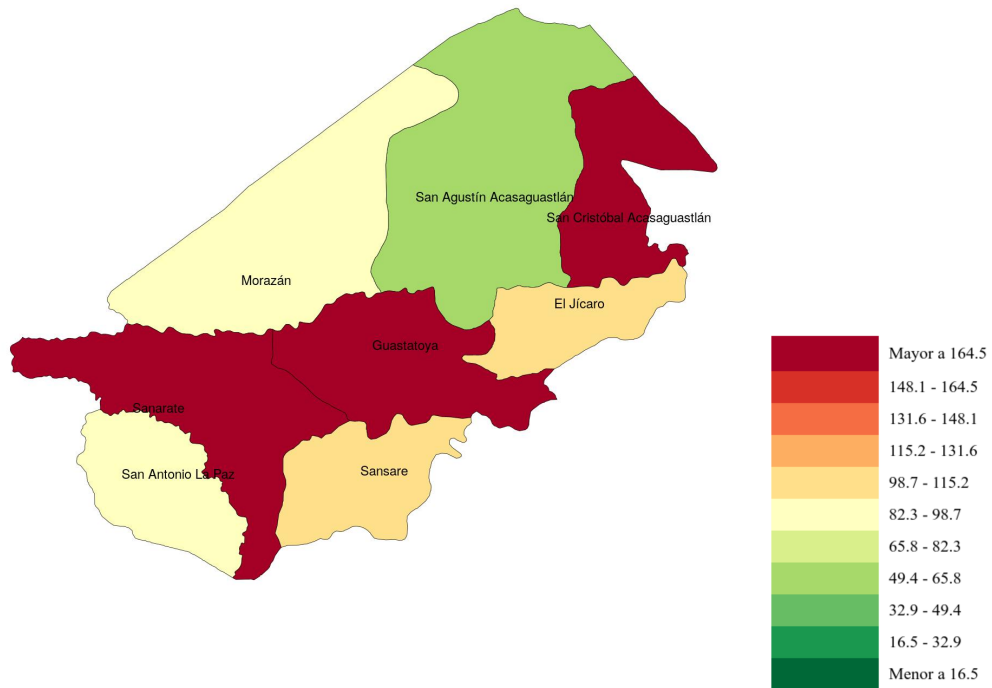 San Agustín Acasaguastlán
San Cristóbal Acasaguastlán
Morazán
El Jícaro
Guastatoya
Sanarate
San Antonio La Paz
Sansare
Mayor a 164.5
148.1 - 164.5
131.6 - 148.1
115.2 - 131.6
98.7 - 115.2
82.3 - 98.7
65.8 - 82.3
49.4 - 65.8
32.9 - 49.4
16.5 - 32.9
Menor a 16.5